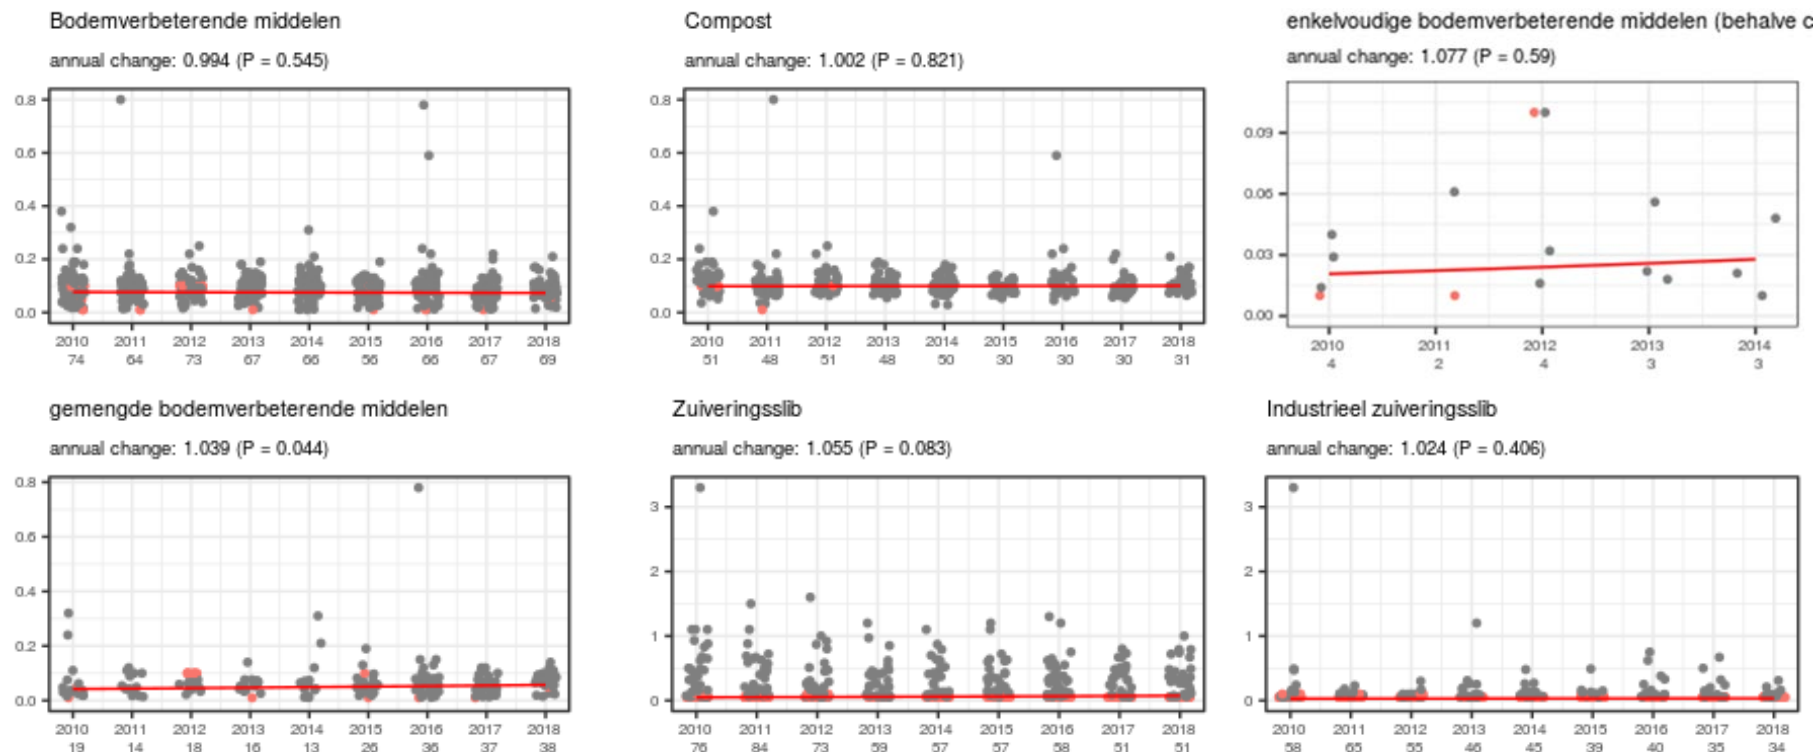 Bodemverbeterende middelen
annual change: 0.994 (P = 0.545)
0.8
0.6
0.4
0.2
0.0
2010 2011 2012 2013 2014 2015 2016 2017 2018
74 64 73 67 66 56 66 67 69
Compost
annual change: 1.002 (P = 0.821)
0.8
0.6
0.4
0.2
0.0
2010 2011 2012 2013 2014 2015 2016 2017 2018
51 48 51 48 50 30 30 30 31
enkelvoudige bodemverbeterende middelen (behalve c
annual change: 1.077 (P = 0.59)
0.09
0.06
0.03
0.00
2010 2011 2012 2013 2014
4 2 4 3 3
gemengde bodemverbeterende middelen
annual change: 1.039 (P = 0.044)
0.8
0.6
0.4
0.2
0.0
2010 2011 2012 2013 2014 2015 2016 2017 2018
19 14 18 16 13 26 36 37 38
Zuiveringsslib
annual change: 1.055 (P = 0.083)
3
2
1
0
2010 2011 2012 2013 2014 2015 2016 2017 2018
76 84 73 59 57 57 58 51 51
Industrieel zuiveringsslib
annual change: 1.024 (P = 0.406)
3
2
1
0
2010 2011 2012 2013 2014 2015 2016 2017 2018
58 65 55 46 45 39 40 35 34